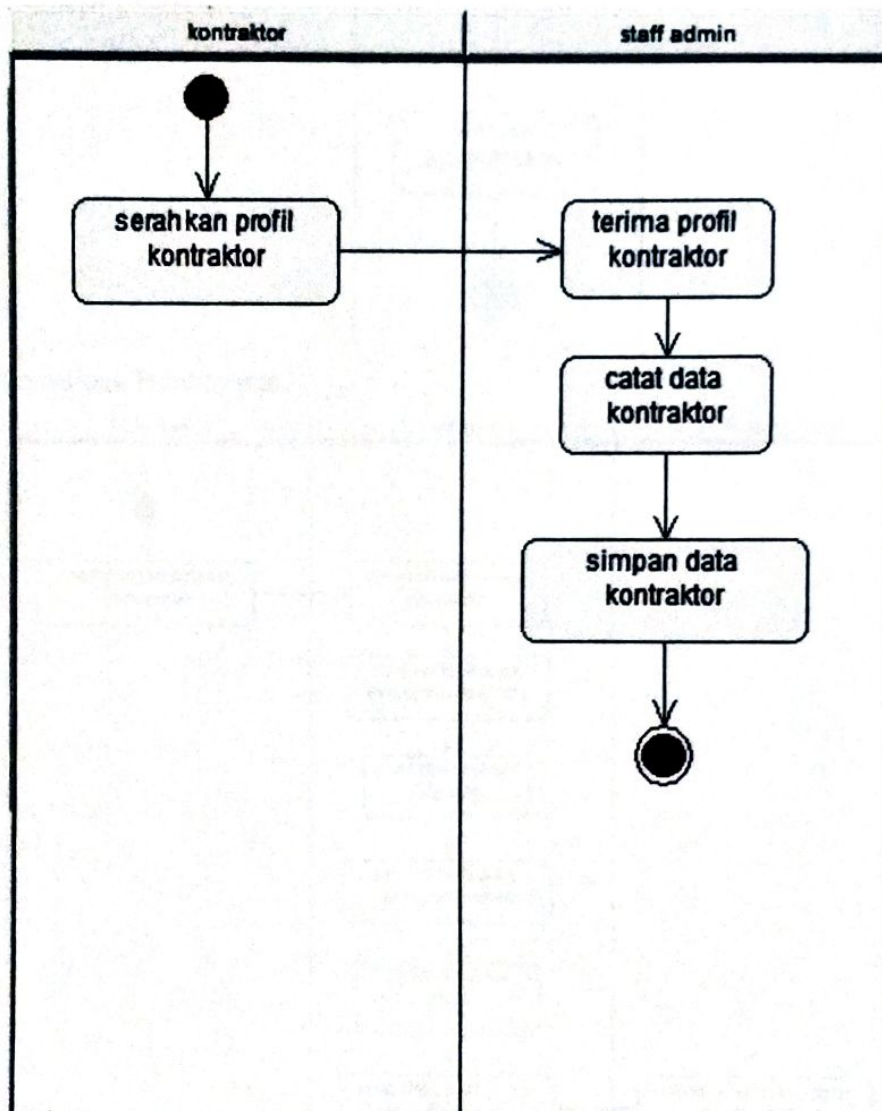 kontraktor
staff admin
serahkan profil
kontraktor
terima profil
kontraktor
catat data
kontraktor
simpan data
kontraktor